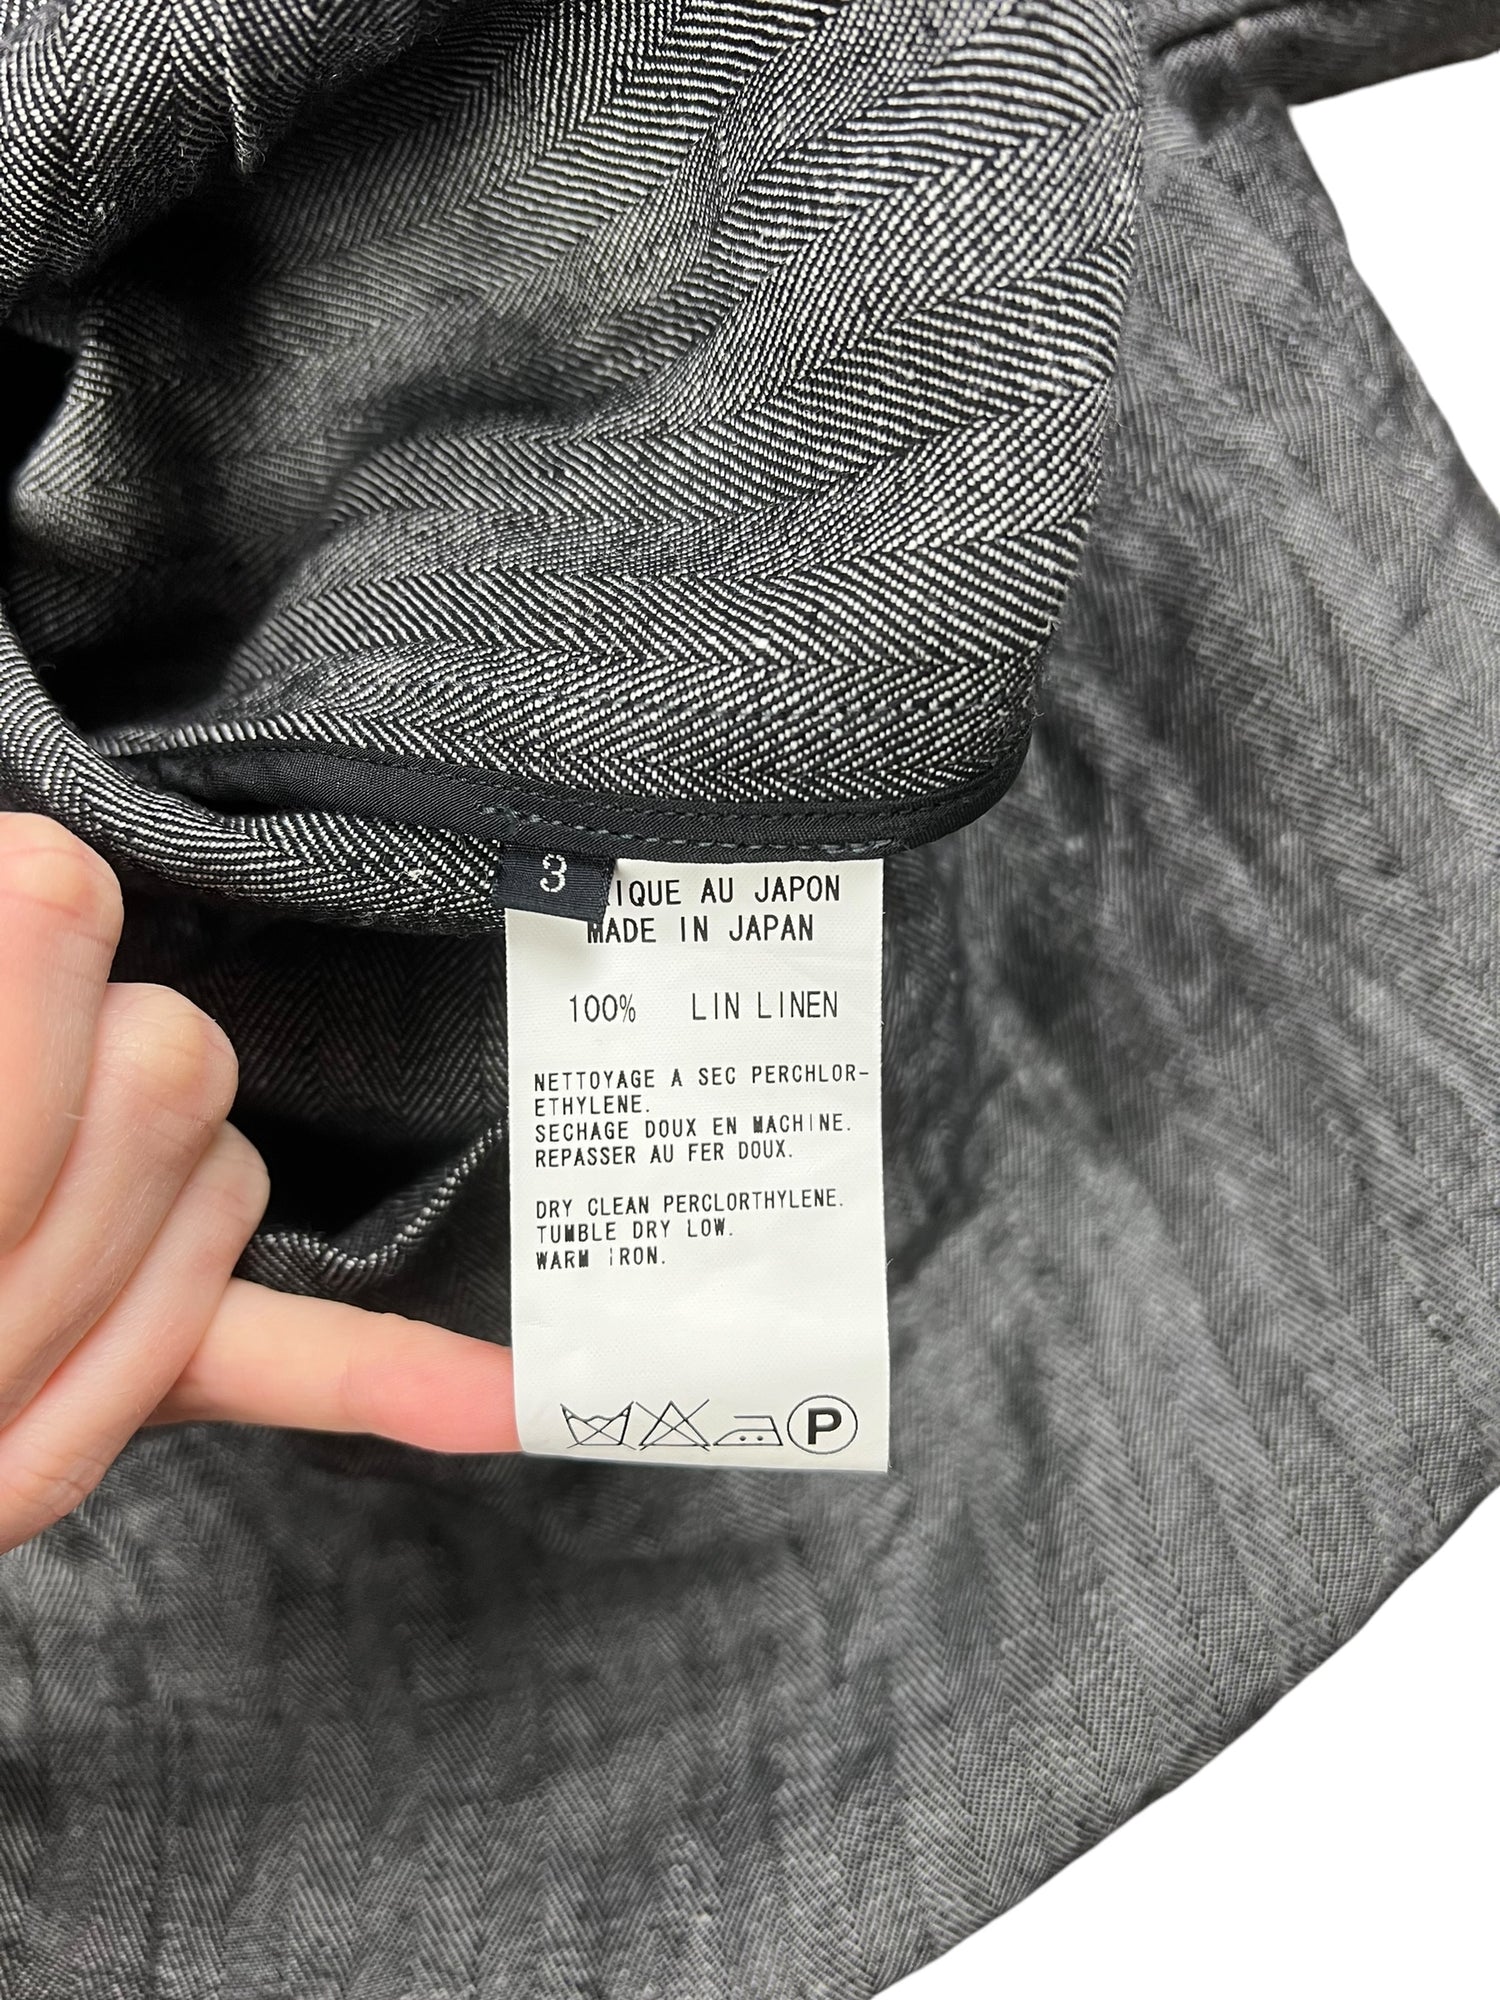 3
IQUE AU JAPON
MADE IN JAPAN
100% LIN LINEN
NETTOYAGE A SEC PERCHLOR-
ETHYLENE.
SECHAGE DOUX EN MACHINE.
REPASSER AU FER DOUX.
DRY CLEAN PERCLORTHYLENE.
TUMBLE DRY LOW.
WARM IRON.
P